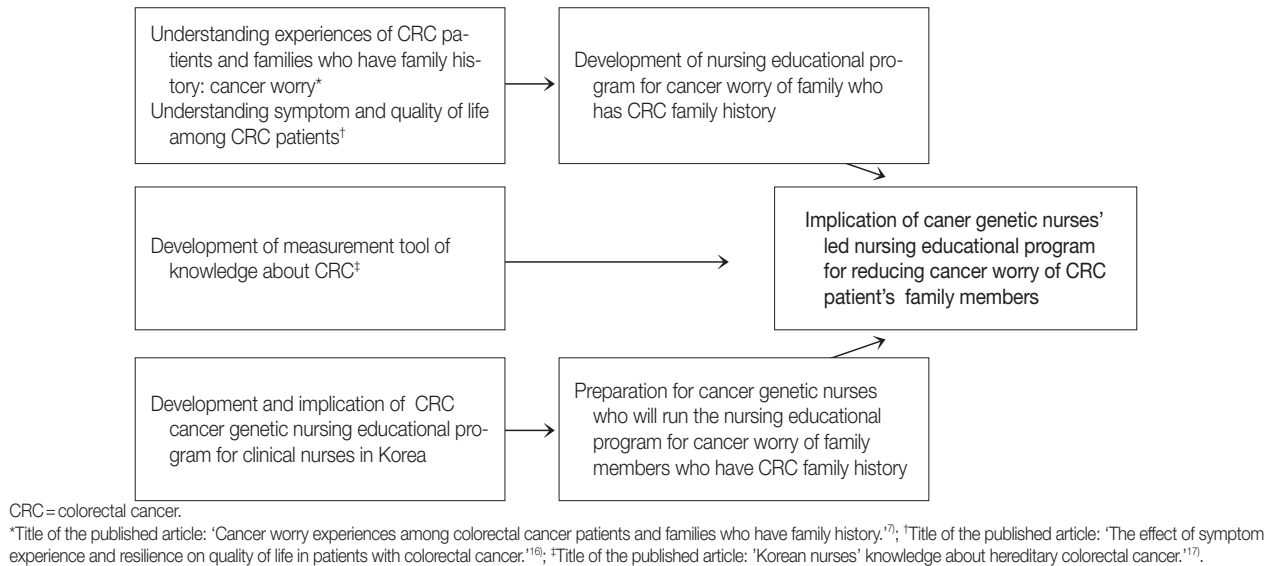 Understanding experiences of CRC pa-
tients and families who have family his-
tory: cancer worry*
Understanding symptom and quality of life
among CRC patients†
Development of nursing educational pro-
gram for cancer worry of family who
has CRC family history
Development of measurement tool of
knowledge about CRC‡
Implication of caner genetic nurses’
led nursing educational program
for reducing cancer worry of CRC
patient’s family members
Development and implication of CRC
cancer genetic nursing educational pro-
gram for clinical nurses in Korea
Preparation for cancer genetic nurses
who will run the nursing educational
program for cancer worry of family
members who have CRC family history
CRC=colorectal cancer.
*Title of the published article: ‘Cancer worry experiences among colorectal cancer patients and families who have family history.’7); †Title of the published article: ‘The effect of symptom
experience and resilience on quality of life in patients with colorectal cancer.’16); ‡Title of the published article: ’Korean nurses’ knowledge about hereditary colorectal cancer.’17).